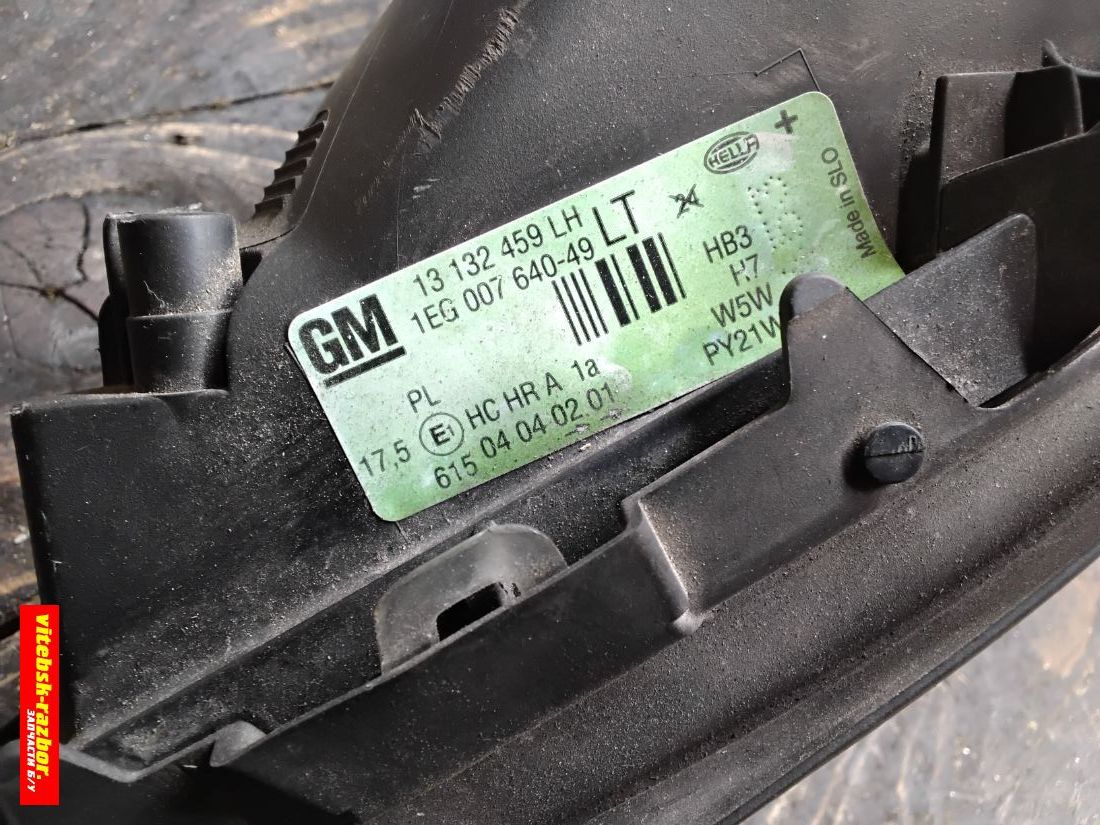 GM
13 132 459 LH
1EG 007 640-49
LT
HELLA
+
Made in SLO
HB3
H7
W5W
PY21W
PL
17,5 E1 HC HR A 1a
615 04 04 02 01
vitebsk-razbor.
ЗАПЧАСТИ Б/У